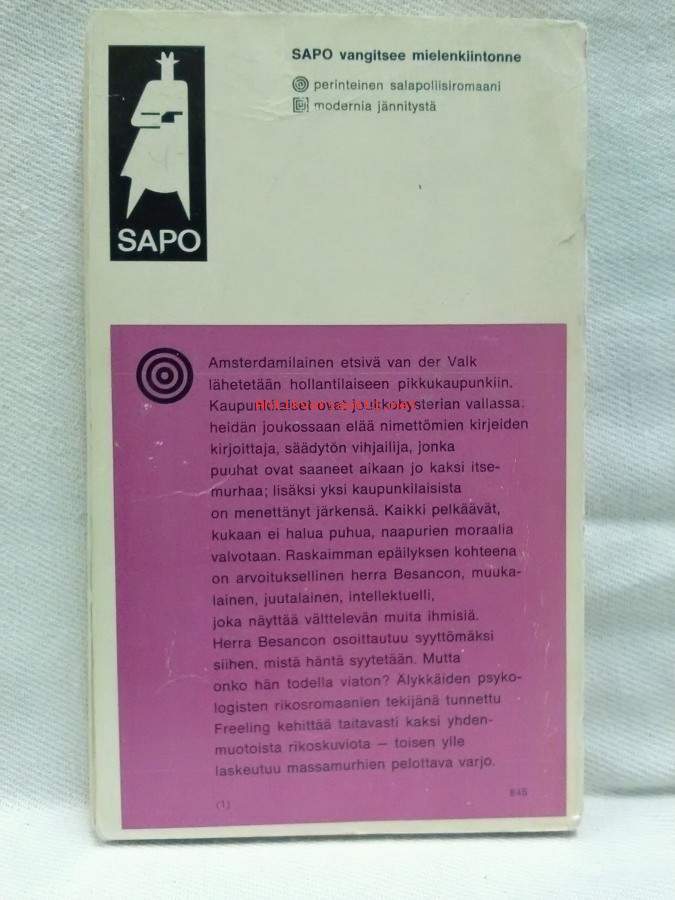 SAPO
SAPO vangitsee mielenkiintonne
perinteinen salapoliisiromaani
modernia jännitystä
Amsterdamilainen etsivä van der Valk
lähetetään hollantilaiseen pikkukaupunkiin.
Kaupunkilaiset ovat joukkohysterian vallassa:
heidän joukossaan elää nimettömien kirjeiden
kirjoittaja, säädytön vihjailija, jonka
puuhat ovat saaneet aikaan jo kaksi itse-
murhaa; lisäksi yksi kaupunkilaisista
on menettänyt järkensä. Kaikki pelkäävät,
kukaan ei halua puhua, naapurien moraalia
valvotaan. Raskaimman epäilyksen kohteena
on arvoituksellinen herra Besancon, muuka-
lainen, juutalainen, intellektuelli,
joka näyttää välttelevän muita ihmisiä.
Herra Besancon osoittautuu syyttömäksi
siihen, mistä häntä syytetään. Mutta
onko hän todella viaton? Älykkäiden psyko-
logisten rikosromaanien tekijänä tunnettu
Freeling kehittää taitavasti kaksi yhden-
muotoista rikoskuviota — toisen ylle
laskeutuu massamurhien pelottava varjo.
(1)
845